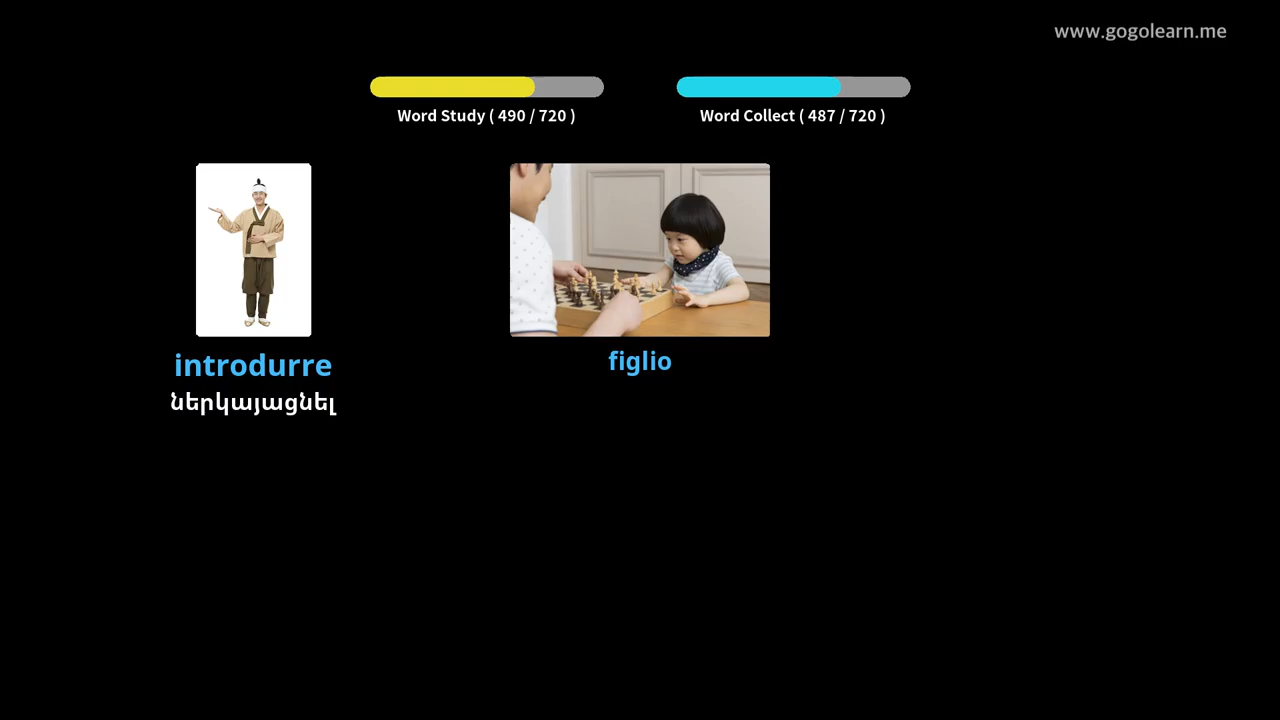 www.gogolearn.me
Word Study ( 490 / 720 )
Word Collect ( 487 / 720 )
introdurre
ներկայացնել
figlio